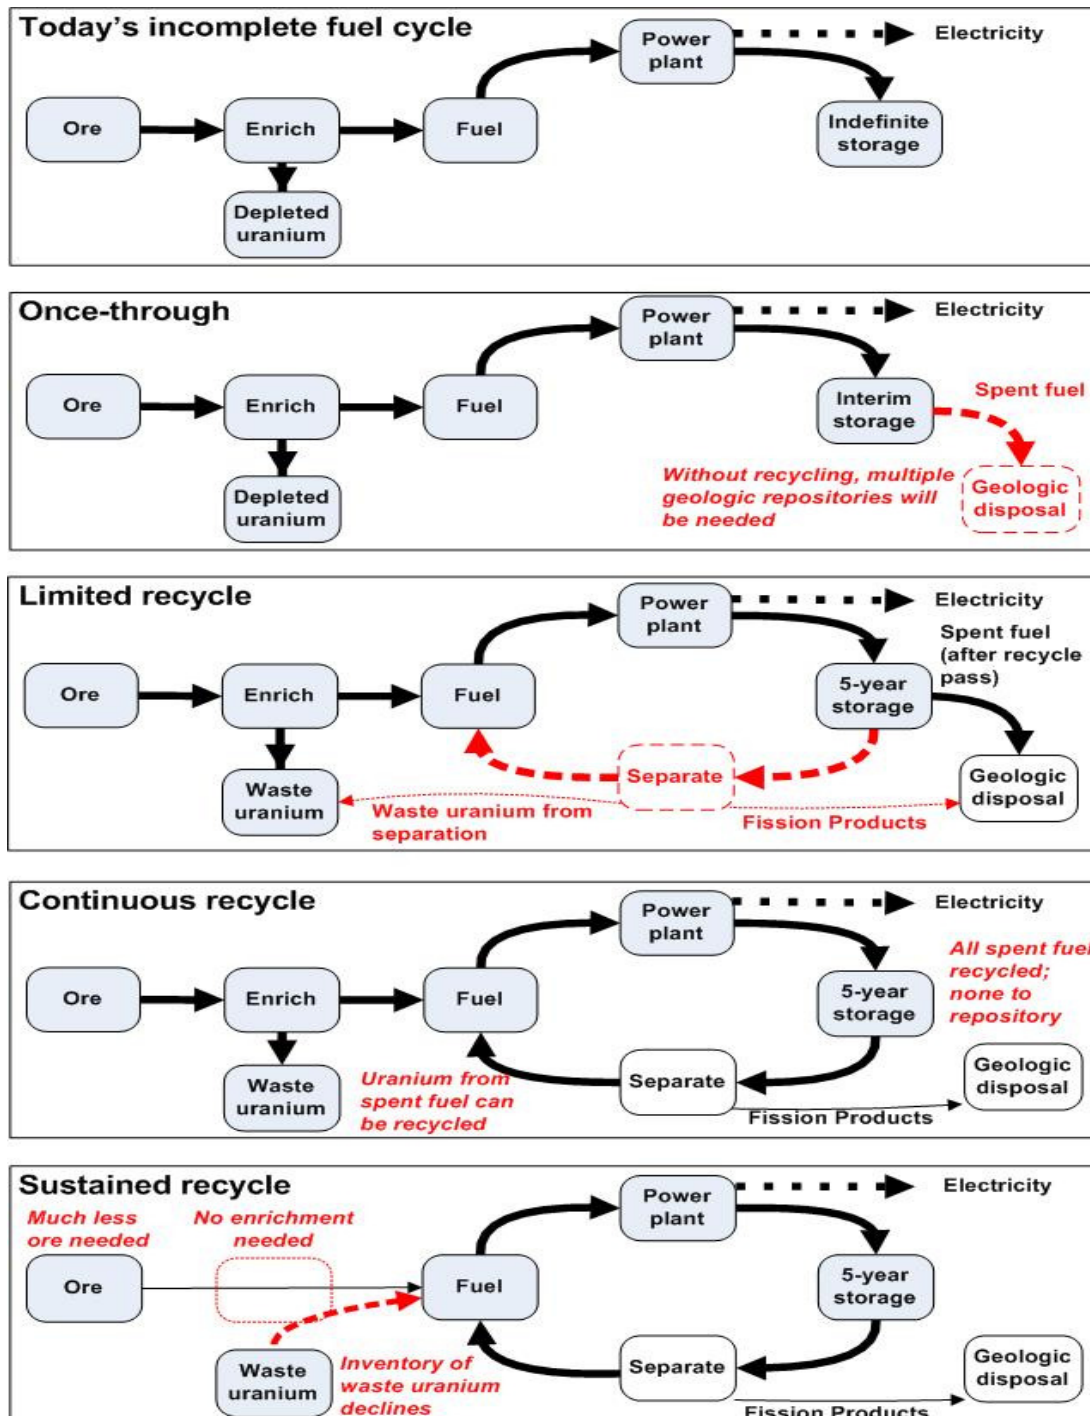 Today's incomplete fuel cycle
Power
plant
Electricity
Ore
Enrich
Fuel
Indefinite
storage
Depleted
uranium
Once-through
Power
plant
Electricity
Ore
Enrich
Fuel
Interim
storage
Spent fuel
Depleted
uranium
Without recycling, multiple
geologic repositories will
be needed
Geologic
disposal
Limited recycle
Power
plant
Electricity
Spent fuel
(after recycle
pass)
Ore
Enrich
Fuel
5-year
storage
Separate
Waste
uranium
Waste uranium from
separation
Fission Products
Geologic
disposal
Continuous recycle
Power
plant
Electricity
All spent fuel
recycled;
none to
repository
Ore
Enrich
Fuel
5-year
storage
Waste
uranium
Uranium from
spent fuel can
be recycled
Separate
Fission Products
Geologic
disposal
Sustained recycle
Power
plant
Electricity
Much less
ore needed
No enrichment
needed
Ore
Fuel
5-year
storage
Waste
uranium
Inventory of
waste uranium
declines
Separate
Fission Products
Geologic
disposal